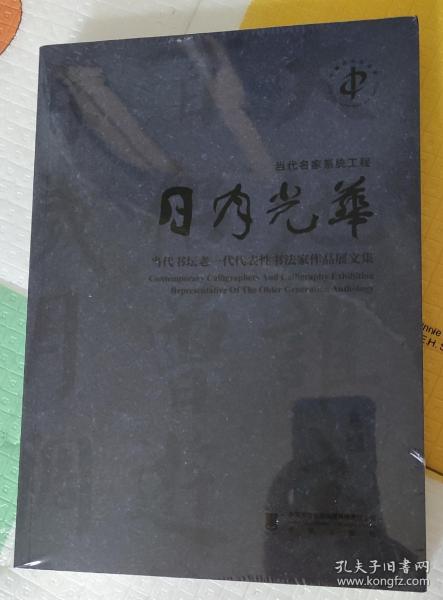 当代名家系统工程
日月光华
当代书坛老一代代表性书法家作品展文集
Contemporary Calligraphers And Calligraphy Exhibition
Representative Of The Older Generation Anthology
nnie
E.H. S
孔夫子旧书网
www.kongfz.com